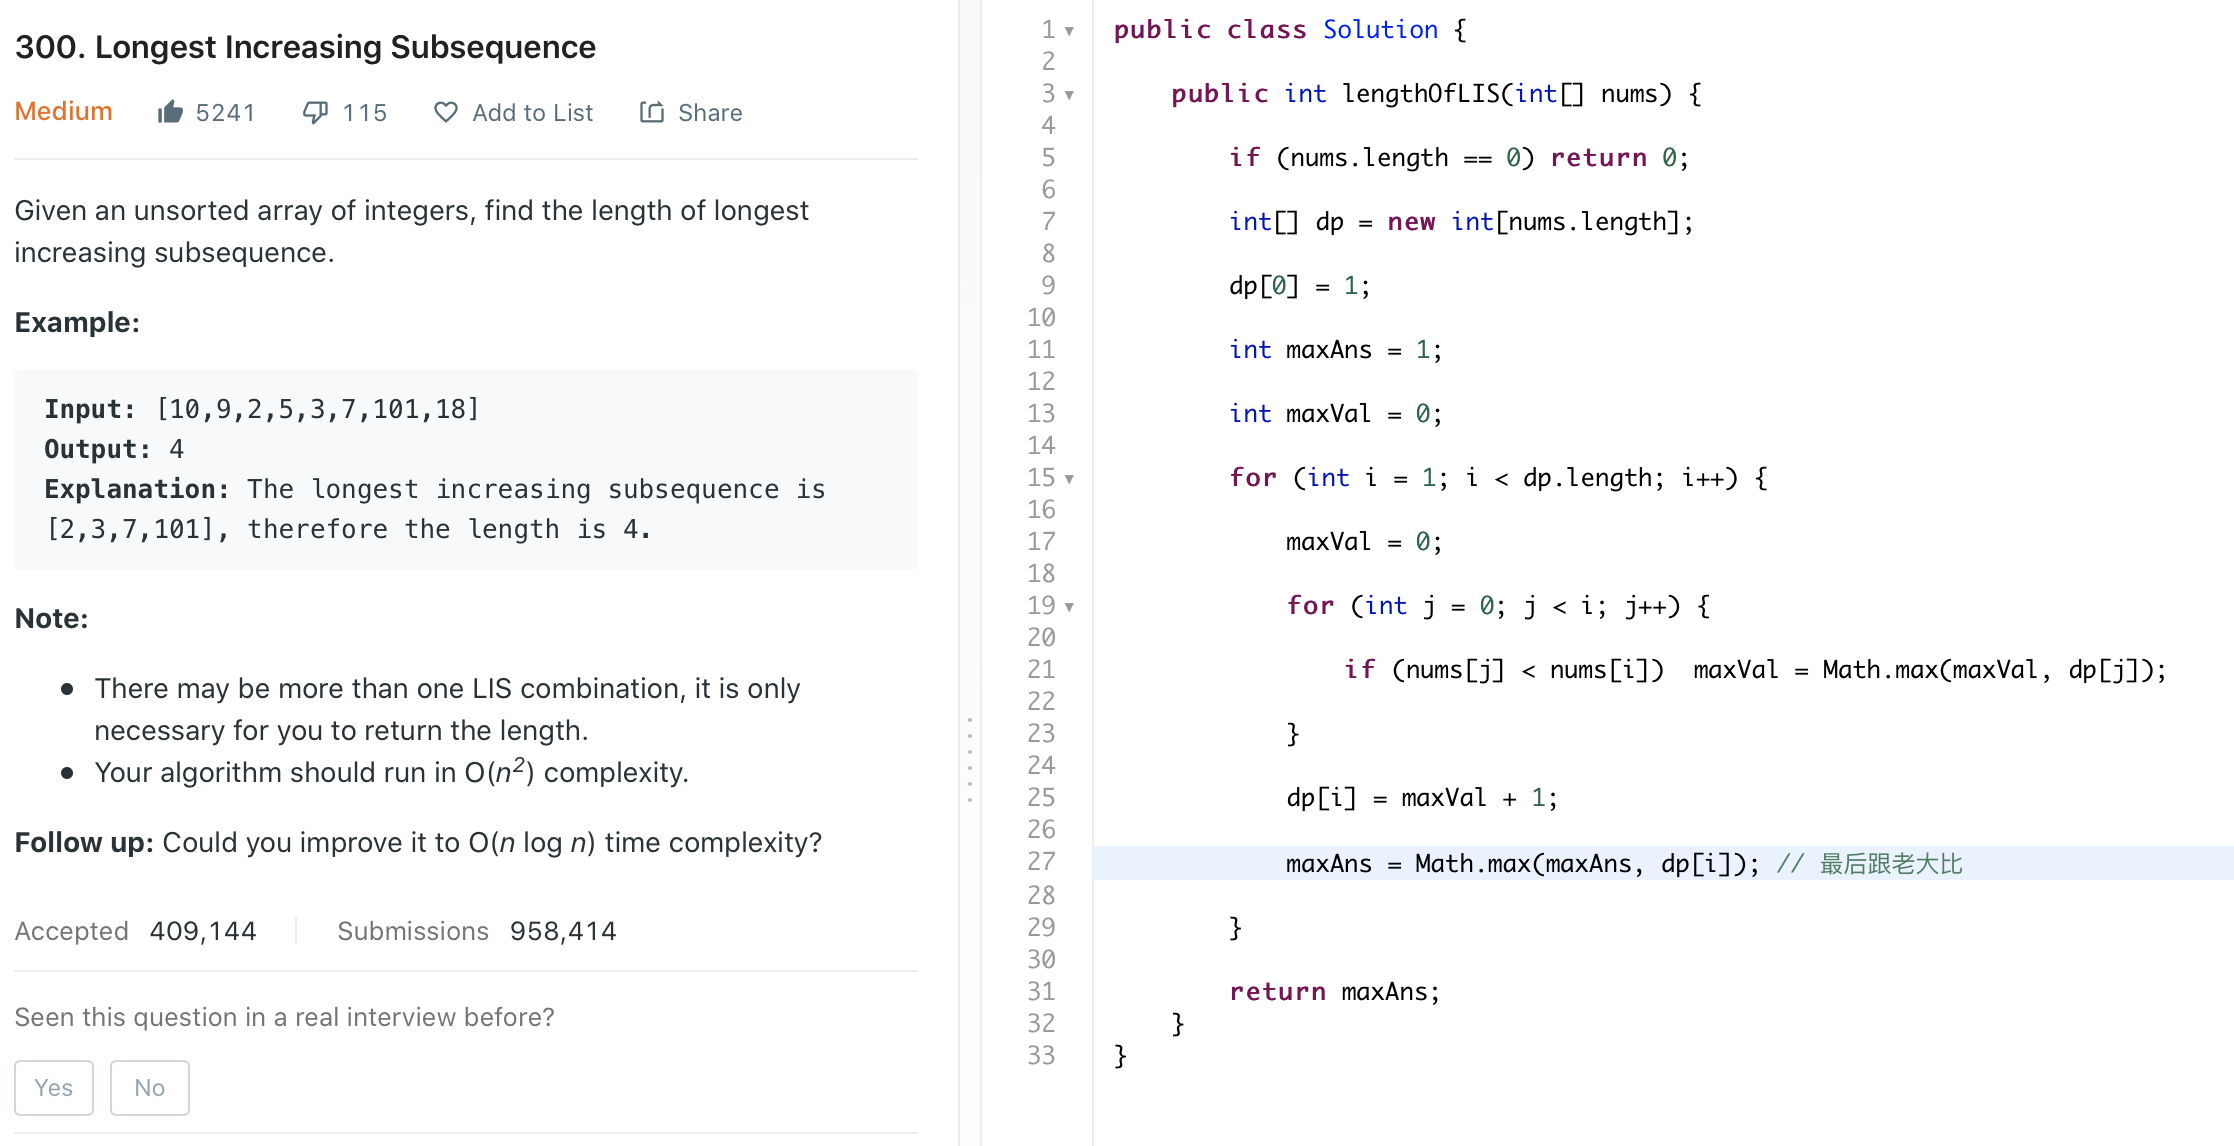 300. Longest Increasing Subsequence
Medium 5241 115 Add to List Share
Given an unsorted array of integers, find the length of longest
increasing subsequence.
Example:
Input: [10,9,2,5,3,7,101,18]
Output: 4
Explanation: The longest increasing subsequence is
[2,3,7,101], therefore the length is 4.
Note:
● There may be more than one LIS combination, it is only
necessary for you to return the length.
● Your algorithm should run in O(n²) complexity.
Follow up: Could you improve it to O(n log n) time complexity?
Accepted 409,144 Submissions 958,414
Seen this question in a real interview before?
Yes No
1 public class Solution {
2
3 public int lengthOfLIS(int[] nums) {
4
5 if (nums.length == 0) return 0;
6
7 int[] dp = new int[nums.length];
8
9 dp[0] = 1;
10
11 int maxAns = 1;
12
13 int maxVal = 0;
14
15 for (int i = 1; i < dp.length; i++) {
16
17 maxVal = 0;
18
19 for (int j = 0; j < i; j++) {
20
21 if (nums[j] < nums[i]) maxVal = Math.max(maxVal, dp[j]);
22
23 }
24
25 dp[i] = maxVal + 1;
26
27 maxAns = Math.max(maxAns, dp[i]); // 最后跟老大比
28
29 }
30
31 return maxAns;
32 }
33 }